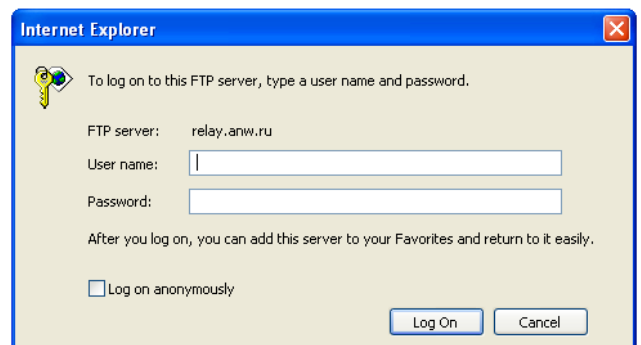 Internet Explorer
To log on to this FTP server, type a user name and password.
FTP server: relay.anw.ru
User name:
Password:
After you log on, you can add this server to your Favorites and return to it easily.
Log on anonymously
Log On Cancel